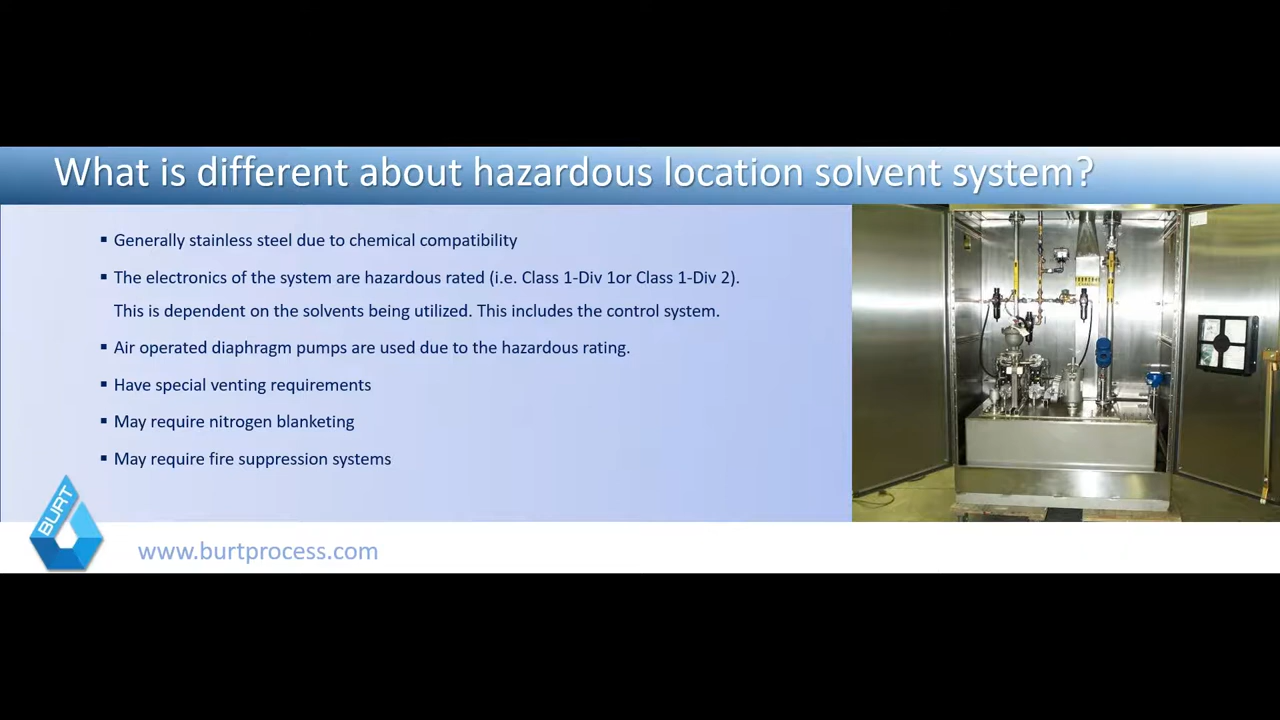 What is different about hazardous location solvent system?
▪ Generally stainless steel due to chemical compatibility
▪ The electronics of the system are hazardous rated (i.e. Class 1-Div 1or Class 1-Div 2).
This is dependent on the solvents being utilized. This includes the control system.
▪ Air operated diaphragm pumps are used due to the hazardous rating.
▪ Have special venting requirements
▪ May require nitrogen blanketing
▪ May require fire suppression systems
BURT
www.burtprocess.com